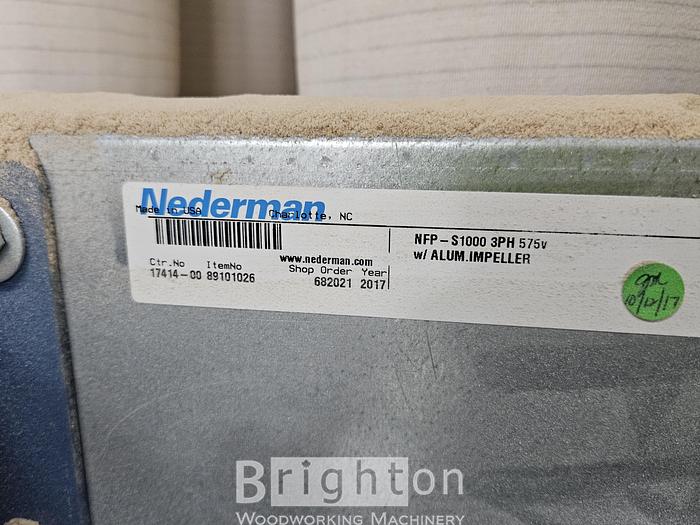 Nederman
Made in USA Charlotte, NC
www.nederman.com
Ctr.No ItemNo Shop Order Year
17414-00 89101026 682021 2017
NFP-S1000 3PH 575v
w/ ALUM.IMPELLER
10/12/17
Brighton
WOODWORKING MACHINERY